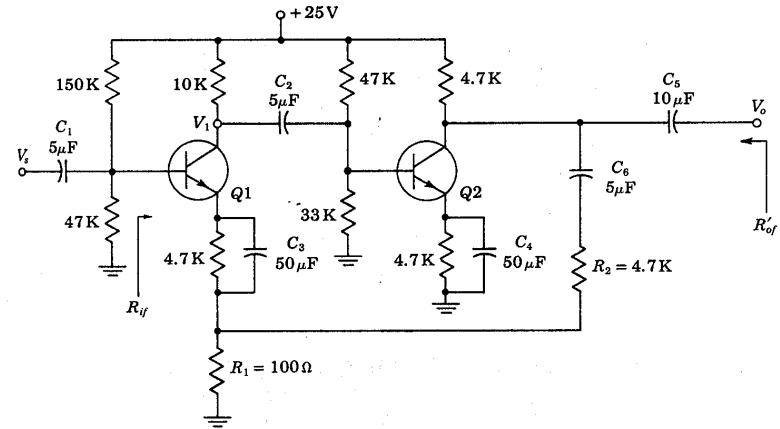 +25V
150K
10K
C2
5μF
47K
4.7K
C5
10μF
Vo
V1
C1
5μF
Vs
Q1
Q2
C6
5μF
R'of
47K
33K
Rif
4.7K
C3
50μF
4.7K
C4
50μF
R2 = 4.7K
R1 = 100Ω